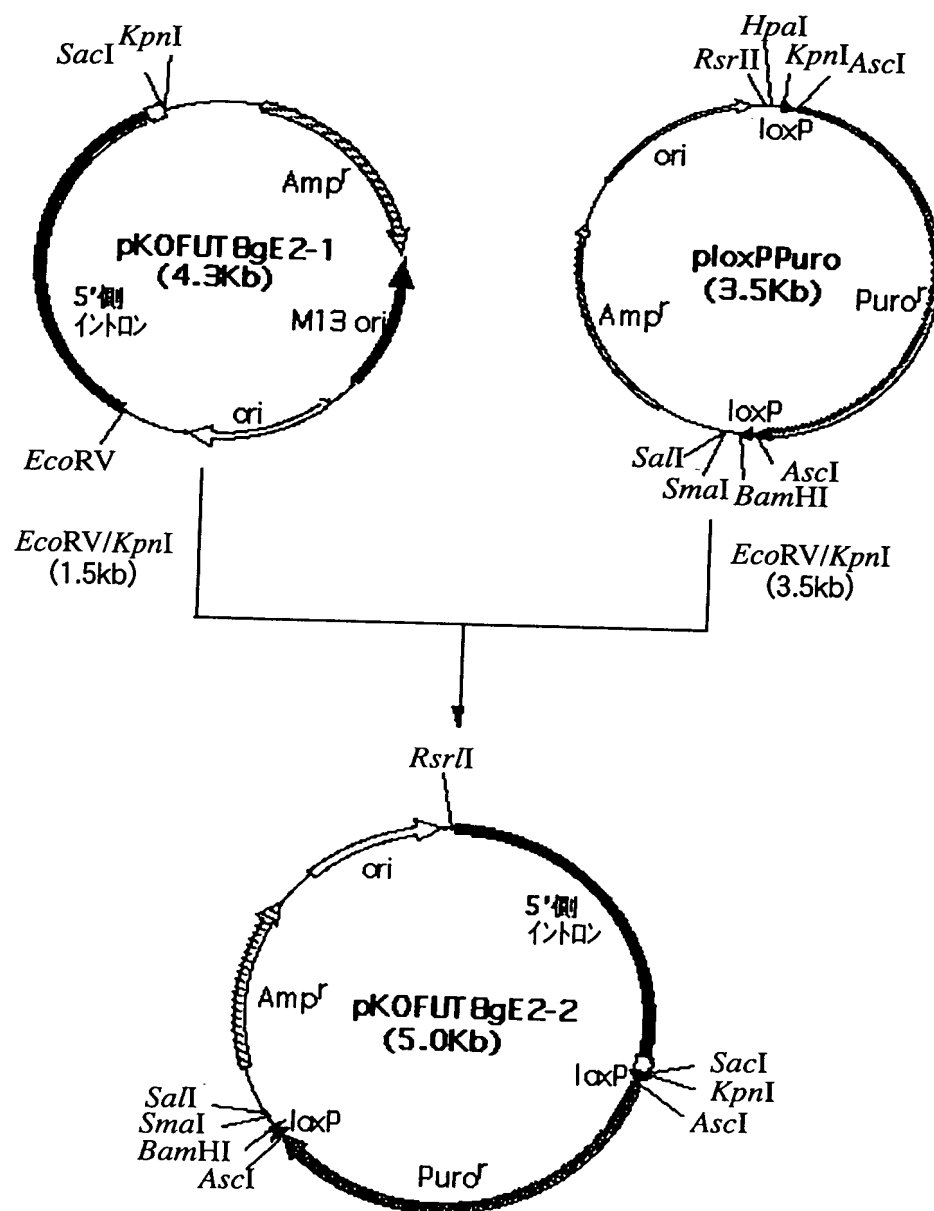 SacI KpnI
Ampʳ
pKOFUT8gE2-1
(4.3Kb)
5'側
イントロン
M13 ori
ori
EcoRV
EcoRV/KpnI
(1.5kb)
HpaI
RsrII KpnI AscI
loxP
ori
ploxPPuro
(3.5Kb)
Puroʳ
Ampʳ
loxP
SalI
SmaI
BamHI
AscI
EcoRV/KpnI
(3.5kb)
RsrlI
ori
5'側
イントロン
Ampʳ
pKOFUT8gE2-2
(5.0Kb)
loxP
SacI
KpnI
AscI
SalI
SmaI
BamHI
AscI
loxP
Puroʳ